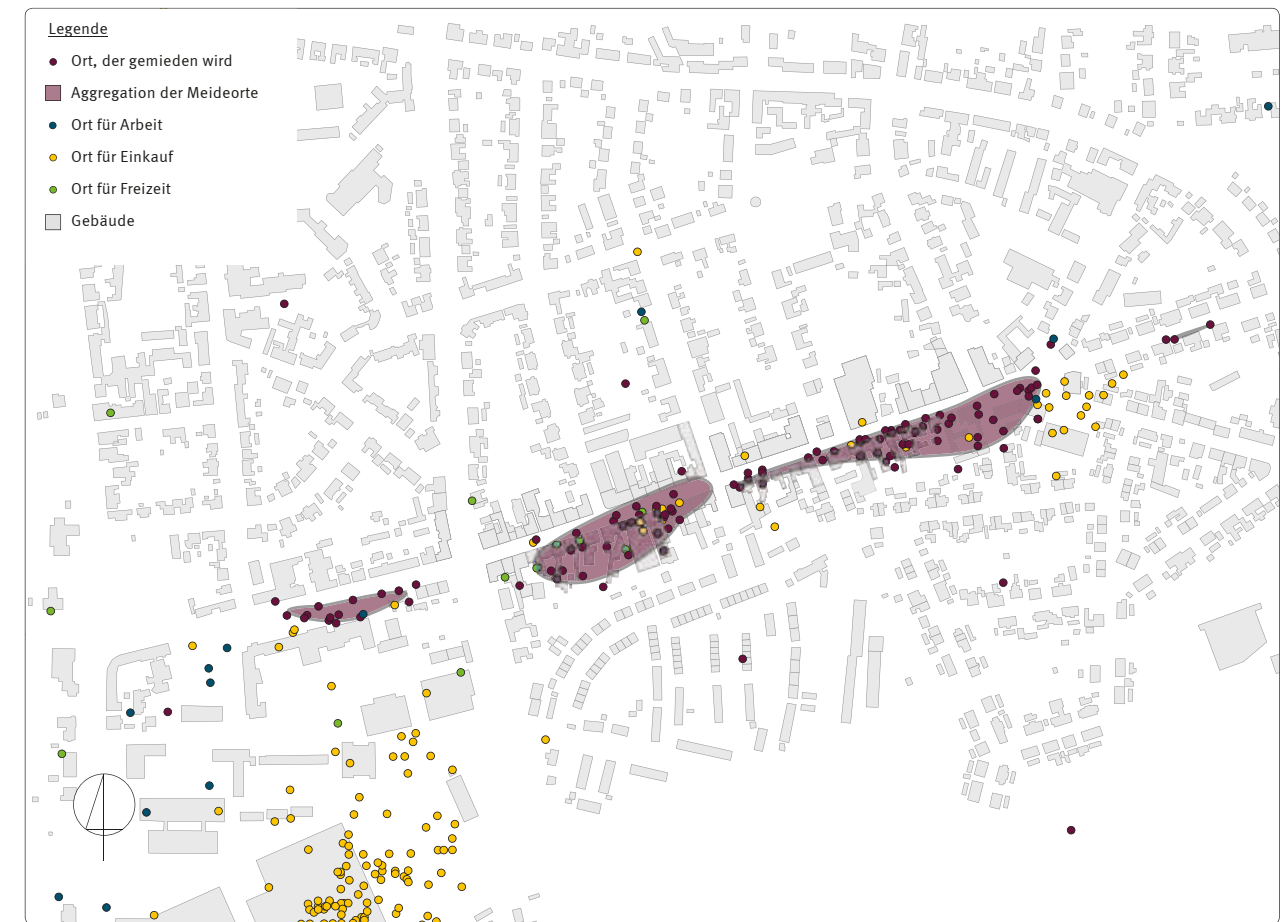 Legende
Ort, der gemieden wird
Aggregation der Meideorte
Ort für Arbeit
Ort für Einkauf
Ort für Freizeit
Gebäude